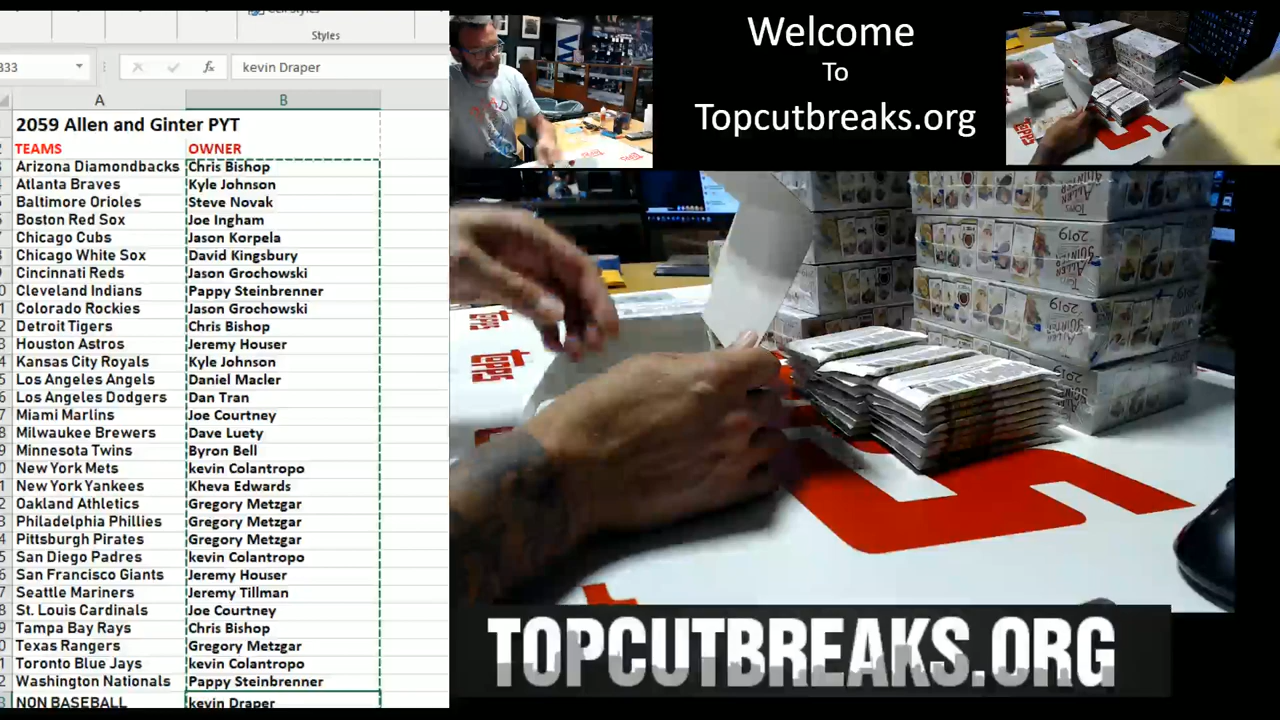 Styles
333
fx
kevin Draper
A
B
2059 Allen and Ginter PYT
TEAMS OWNER
Arizona Diamondbacks Chris Bishop
Atlanta Braves Kyle Johnson
Baltimore Orioles Steve Novak
Boston Red Sox Joe Ingham
Chicago Cubs Jason Korpela
Chicago White Sox David Kingsbury
Cincinnati Reds Jason Grochowski
Cleveland Indians Pappy Steinbrenner
Colorado Rockies Jason Grochowski
Detroit Tigers Chris Bishop
Houston Astros Jeremy Houser
Kansas City Royals Kyle Johnson
Los Angeles Angels Daniel Macler
Los Angeles Dodgers Dan Tran
Miami Marlins Joe Courtney
Milwaukee Brewers Dave Luety
Minnesota Twins Byron Bell
New York Mets kevin Colantropo
New York Yankees Kheva Edwards
Oakland Athletics Gregory Metzgar
Philadelphia Phillies Gregory Metzgar
Pittsburgh Pirates Gregory Metzgar
San Diego Padres kevin Colantropo
San Francisco Giants Jeremy Houser
Seattle Mariners Jeremy Tillman
St. Louis Cardinals Joe Courtney
Tampa Bay Rays Chris Bishop
Texas Rangers Gregory Metzgar
Toronto Blue Jays kevin Colantropo
Washington Nationals Pappy Steinbrenner
NON BASEBALL kevin Draper
Welcome
To
Topcutbreaks.org
topps
topps
2019
2019
2019
TOPCUTBREAKS.ORG